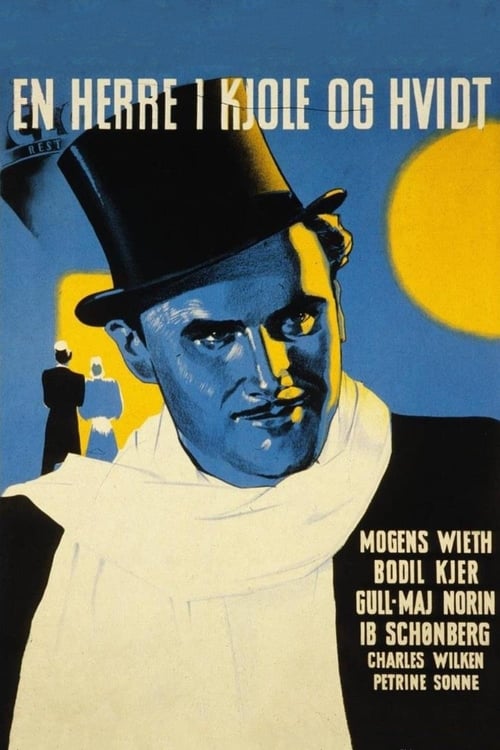 EN HERRE I KJOLE OG HVIDT
REST
MOGENS WIETH
BODIL KJER
GULL-MAJ NORIN
IB SCHØNBERG
CHARLES WILKEN
PETRINE SONNE